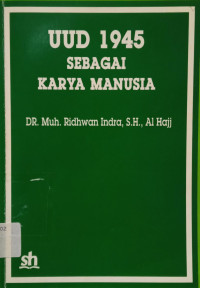 UUD 1945
SEBAGAI
KARYA MANUSIA
DR. Muh. Ridhwan Indra, S.H., Al Hajj
sh